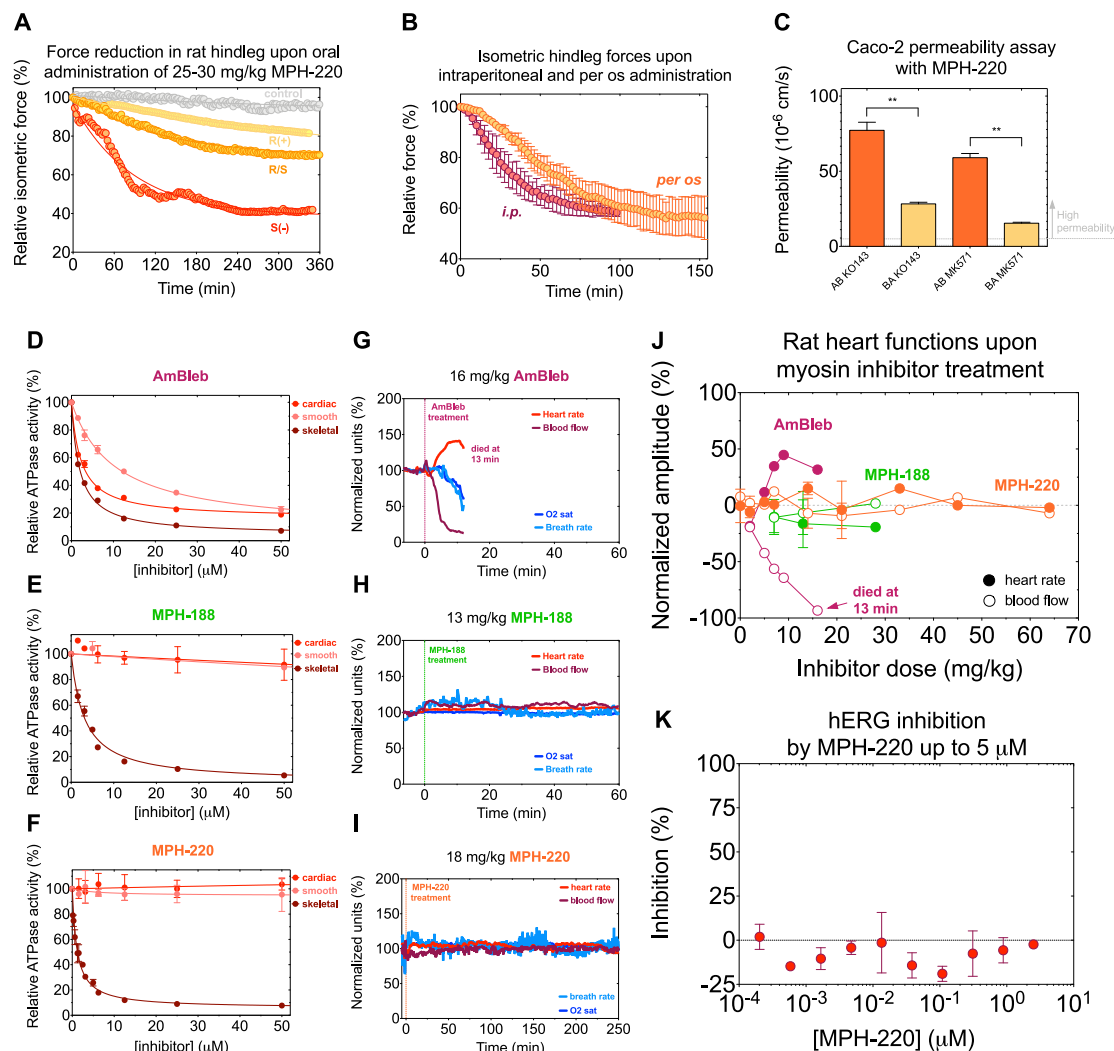 A
Force reduction in rat hindleg upon oral
administration of 25-30 mg/kg MPH-220
Relative isometric force (%)
100
80
60
40
20
control
R(+)
R/S
S(-)
0 60 120 180 240 300 360
Time (min)
B
Isometric hindleg forces upon
intraperitoneal and per os administration
Relative force (%)
100
80
60
40
20
per os
i.p.
0 50 100 150
Time (min)
C
Caco-2 permeability assay
with MPH-220
Permeability (10-6 cm/s)
100
50
0
**
**
High
permeability
AB KO143
BA KO143
AB MK571
BA MK571
D
AmBleb
Relative ATPase activity (%)
100
80
60
40
20
0
cardiac
smooth
skeletal
0 10 20 30 40 50
[inhibitor] (μM)
G
16 mg/kg AmBleb
Normalized units (%)
200
150
100
50
0
AmBleb
treatment
Heart rate
Blood flow
died at
13 min
O2 sat
Breath rate
0 20 40 60
Time (min)
E
MPH-188
Relative ATPase activity (%)
100
80
60
40
20
0
cardiac
smooth
skeletal
0 10 20 30 40 50
[inhibitor] (μM)
H
13 mg/kg MPH-188
Normalized units (%)
200
150
100
50
0
MPH-188
treatment
Heart rate
Blood flow
O2 sat
Breath rate
0 20 40 60
Time (min)
F
MPH-220
Relative ATPase activity (%)
100
80
60
40
20
0
cardiac
smooth
skeletal
0 10 20 30 40 50
[inhibitor] (μM)
I
18 mg/kg MPH-220
Normalized units (%)
200
150
100
50
0
MPH-220
treatment
heart rate
blood flow
breath rate
O2 sat
0 50 100 150 200 250
Time (min)
J
Rat heart functions upon
myosin inhibitor treatment
Normalized amplitude (%)
100
50
0
-50
-100
AmBleb
MPH-188
MPH-220
died at
13 min
heart rate
blood flow
0 10 20 30 40 50 60 70
Inhibitor dose (mg/kg)
K
hERG inhibition
by MPH-220 up to 5 μM
Inhibition (%)
100
75
50
25
0
-25
10-4 10-3 10-2 10-1 100 101
[MPH-220] (μM)